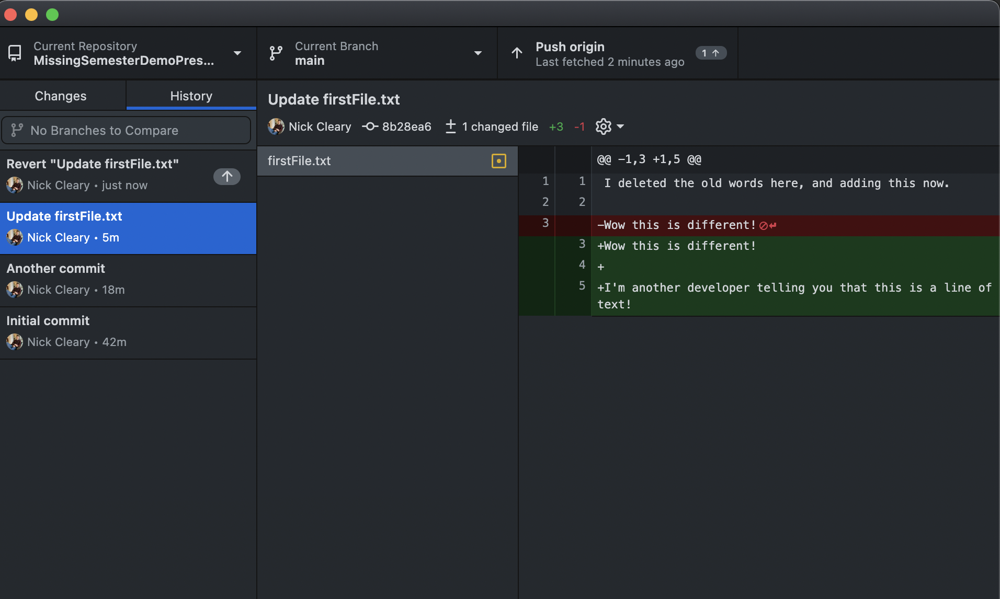 Current Repository
MissingSemesterDemoPres...
Current Branch
main
Push origin
Last fetched 2 minutes ago
1
Changes
History
No Branches to Compare
Revert "Update firstFile.txt"
Nick Cleary • just now
Update firstFile.txt
Nick Cleary • 5m
Another commit
Nick Cleary • 18m
Initial commit
Nick Cleary • 42m
Update firstFile.txt
Nick Cleary 8b28ea6 1 changed file +3 -1
firstFile.txt
@@ -1,3 +1,5 @@
1 1 I deleted the old words here, and adding this now.
2 2
3 -Wow this is different!
3 +Wow this is different!
4 +
5 +I'm another developer telling you that this is a line of
text!